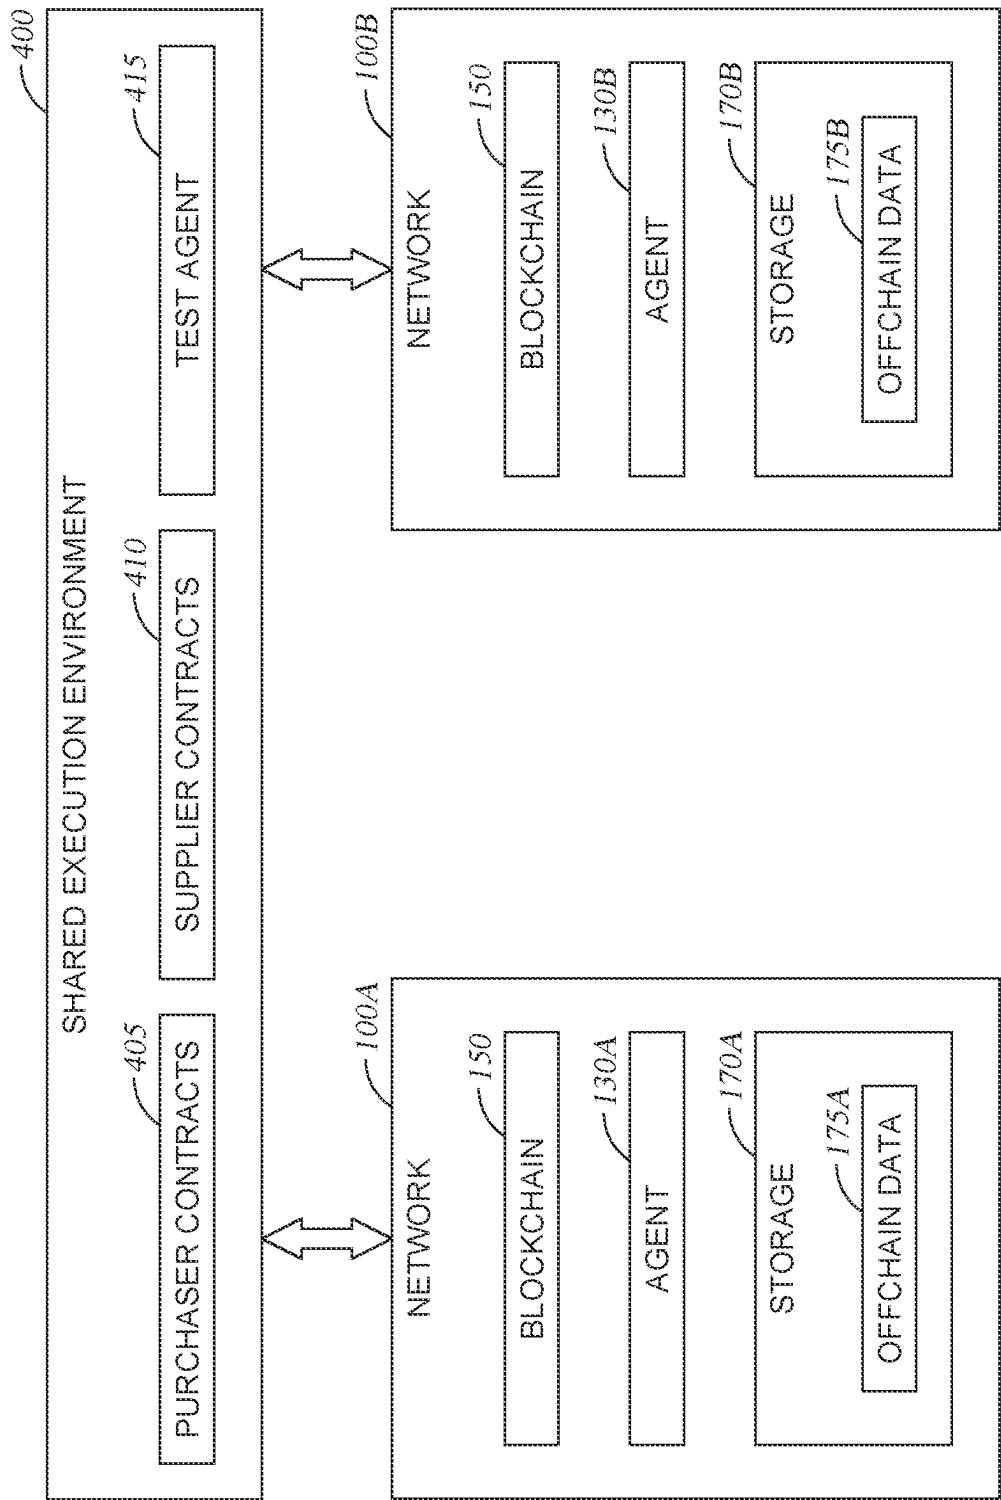 400
SHARED EXECUTION ENVIRONMENT
405
410
415
PURCHASER CONTRACTS
SUPPLIER CONTRACTS
TEST AGENT
100A
NETWORK
150
BLOCKCHAIN
130A
AGENT
170A
STORAGE
175A
OFFCHAIN DATA
100B
NETWORK
150
BLOCKCHAIN
130B
AGENT
170B
STORAGE
175B
OFFCHAIN DATA